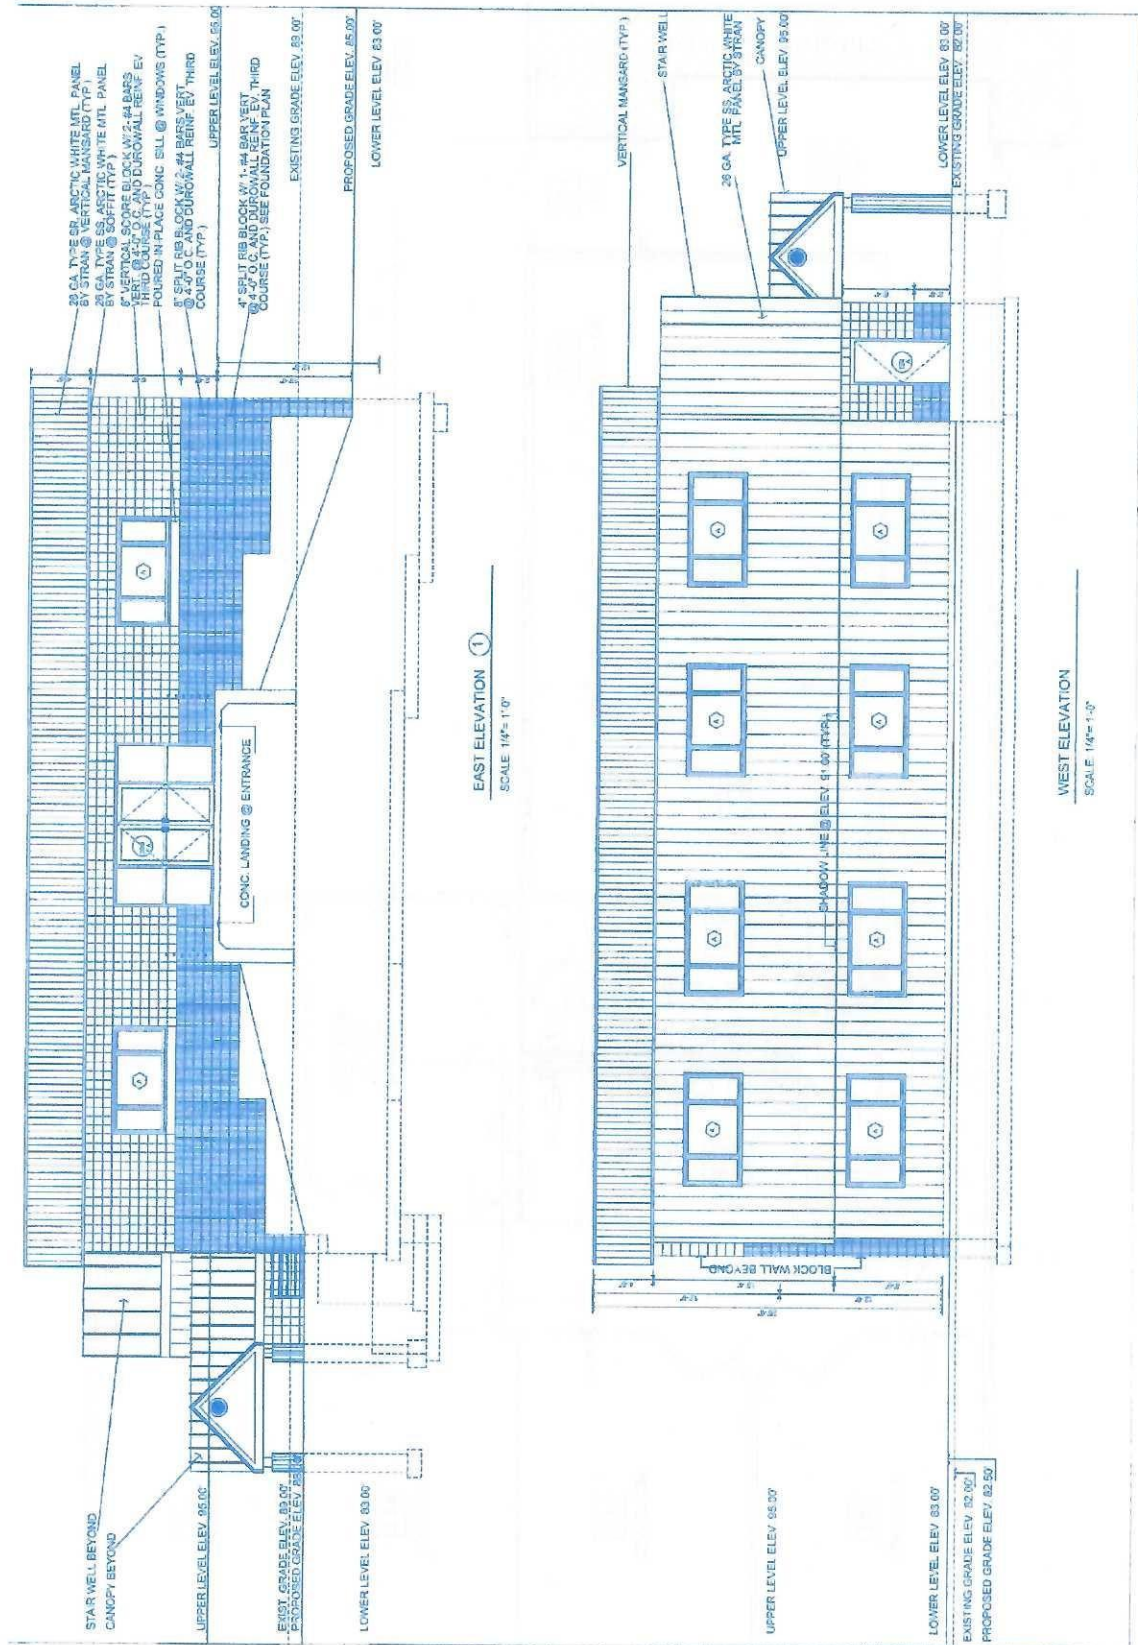 STAIR WELL BEYOND
CANOPY BEYOND
UPPER LEVEL ELEV. 95.00'
EXIST. GRADE ELEV. 89.00'
PROPOSED GRADE ELEV.
LOWER LEVEL ELEV 83.00'
A
CONC. LANDING @ ENTRANCE
A
26 GA. TYPE SR, ARCTIC WHITE MTL. PANEL
BY STRAN @ VERTICAL MANSARD (TYP.)
26 GA. TYPE SS, ARCTIC WHITE MTL PANEL
BY STRAN @ SOFFIT (TYP.)
8" VERTICAL SCORE BLOCK W/ 2- #4 BARS
VERT. @ 4'-0" O.C. AND DUROWALL REINF. EV
THIRD COURSE (TYP.)
POURED IN PLACE CONC. SILL @ WINDOWS (TYP.)
8" SPLIT RIB BLOCK W/ 2- #4 BARS VERT
@ 4'-0" O.C. AND DUROWALL REINF. EV. THIRD
COURSE (TYP.)
UPPER LEVEL ELEV. 95.00'
4" SPLIT RIB BLOCK W/ 1- #4 BAR VERT
@ 4'-0" O.C. AND DUROWALL REINF. EV. THIRD
COURSE (TYP.) SEE FOUNDATION PLAN
EXISTING GRADE ELEV. 89.00'
PROPOSED GRADE ELEV. 85.00'
LOWER LEVEL ELEV 83.00'
EAST ELEVATION 1
SCALE 1/4"= 1'-0"
VERTICAL MANSARD (TYP.)
STAIR WELL
26 GA. TYPE SS, ARCTIC WHITE
MTL. PANEL BY STRAN
CANOPY
UPPER LEVEL ELEV. 95.00'
LOWER LEVEL ELEV 83.00'
EXISTING GRADE ELEV. 82.00'
A
A
A
A
SHADOW LINE @ ELEV. 91.00' (TYP.)
A
A
A
A
BLOCK WALL BEYOND
UPPER LEVEL ELEV 95.00'
LOWER LEVEL ELEV 83.00'
EXISTING GRADE ELEV. 82.00'
PROPOSED GRADE ELEV. 82.50'
WEST ELEVATION
SCALE 1/4"= 1'-0"